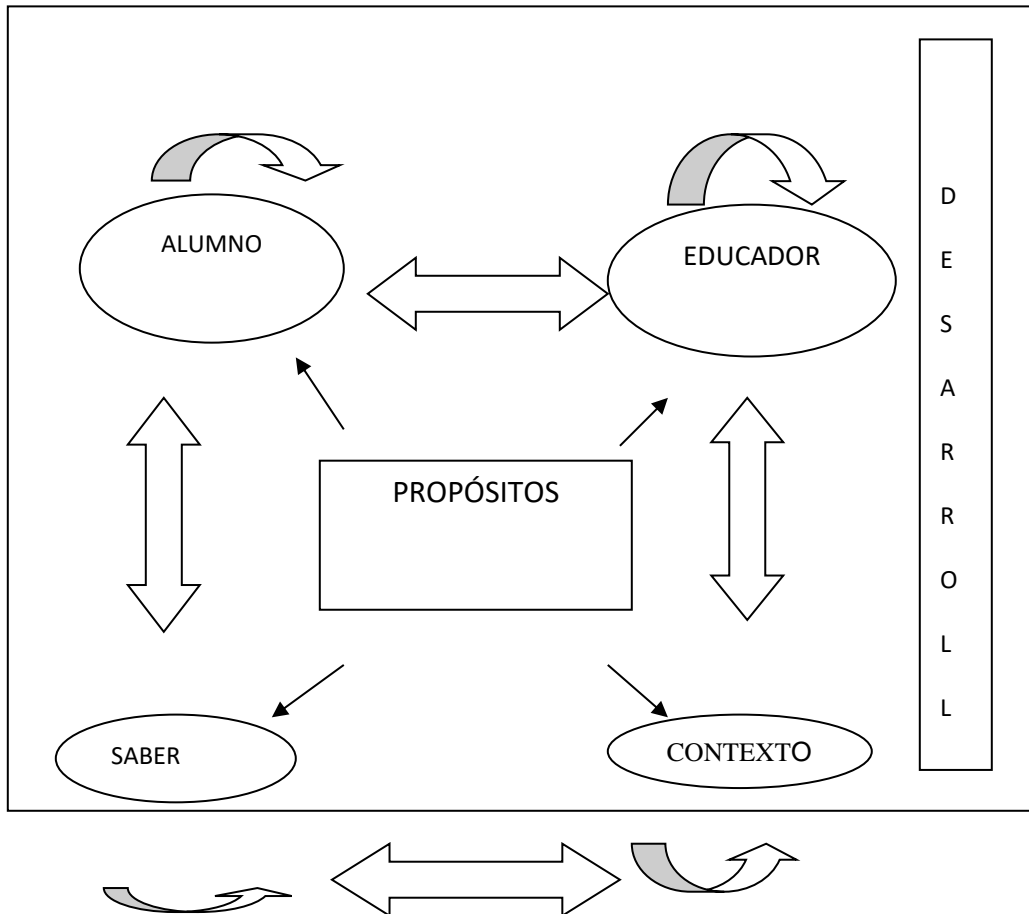 ALUMNO
EDUCADOR
PROPÓSITOS
SABER
CONTEXTO
D
E
S
A
R
R
O
L
L